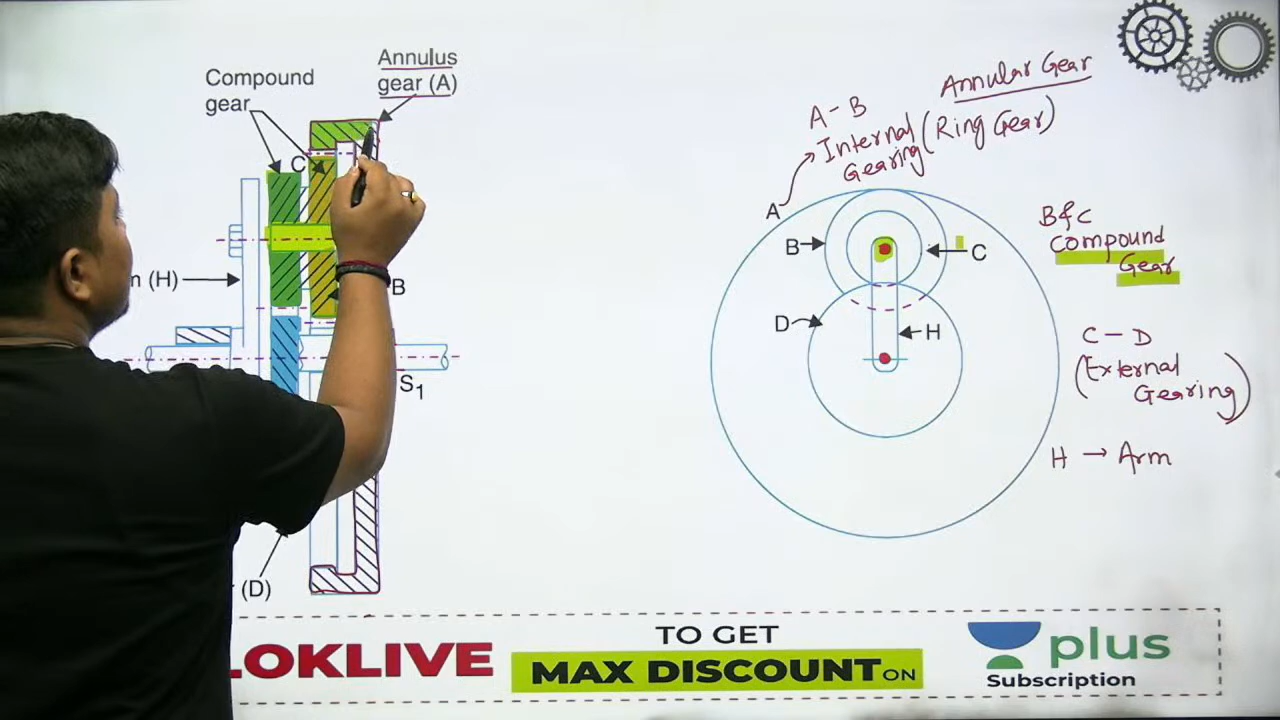 Annulus
gear (A)
Compound
gear
C
(H)
B
S1
(D)
Annular Gear
A - B
Internal (Ring Gear)
Gearing
A
B
C
D
H
B & C
Compound
Gear
C - D
(External
Gearing)
H → Arm
LOKLIVE
TO GET
MAX DISCOUNT ON
plus
Subscription